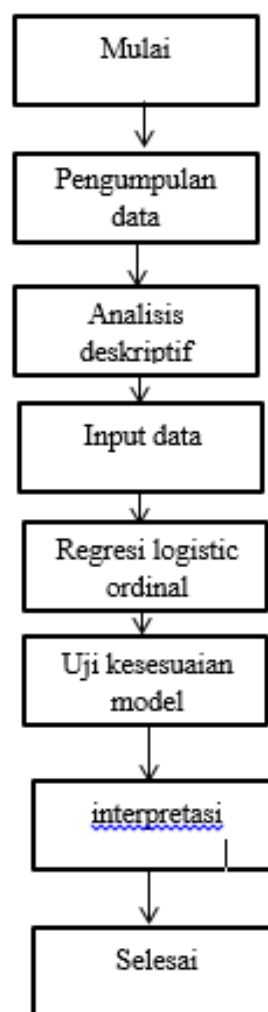 Mulai
Pengumpulan
data
Analisis
deskriptif
Input data
Regresi logistic
ordinal
Uji kesesuaian
model
interpretasi
Selesai